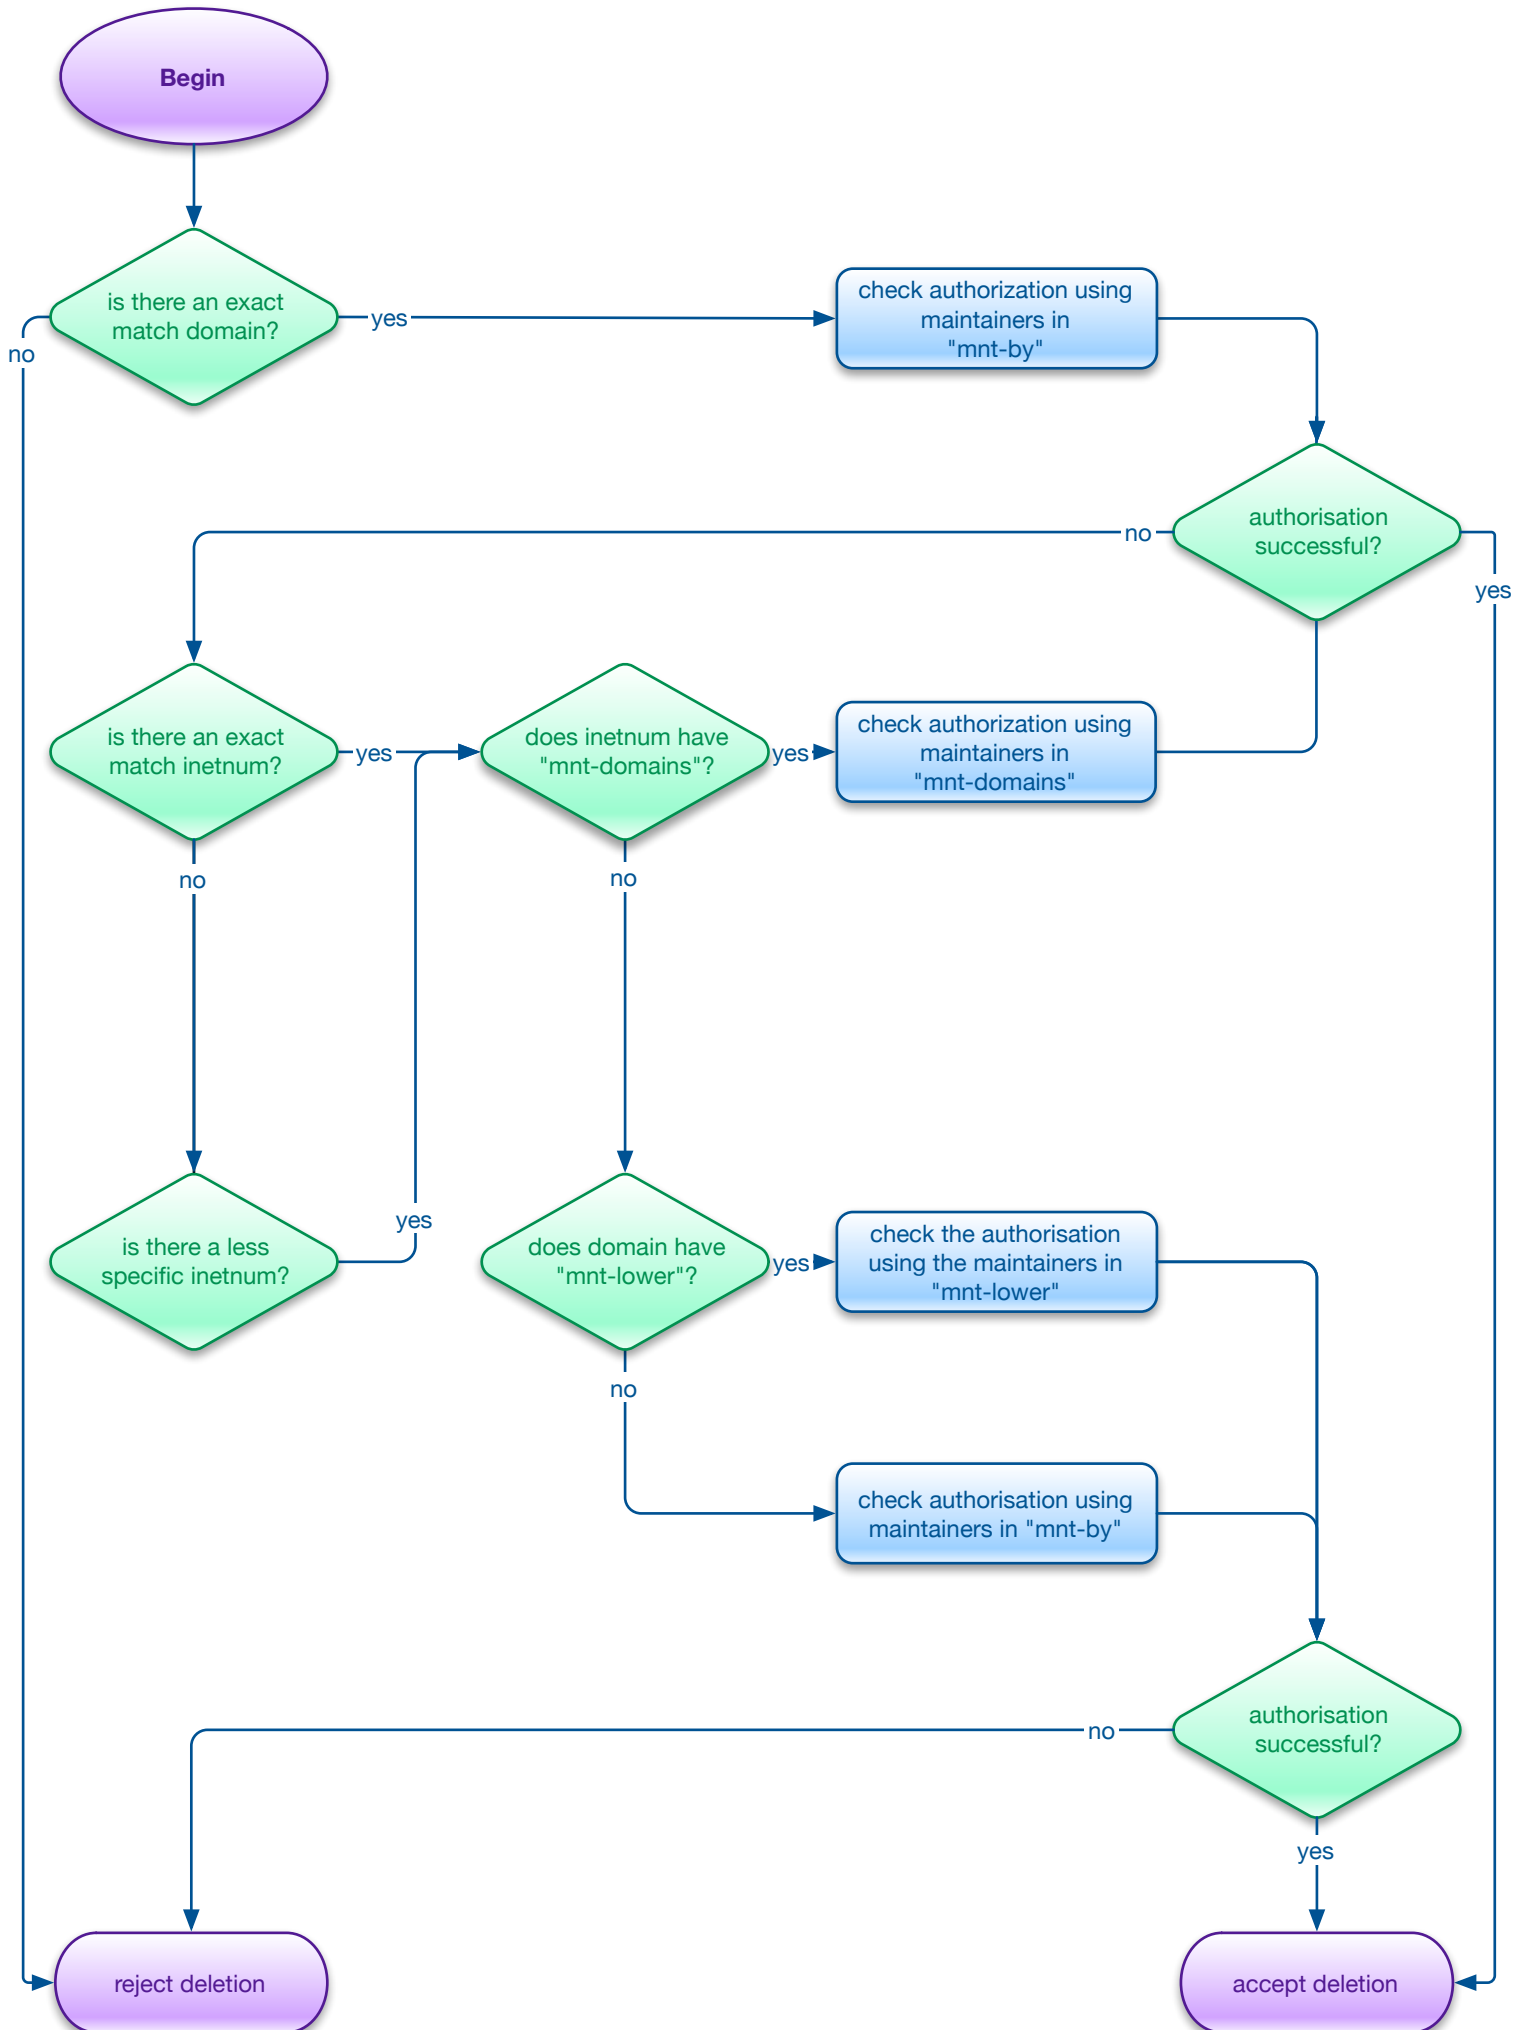 Begin
is there an exact
match domain?
yes
no
check authorization using
maintainers in
"mnt-by"
authorisation
successful?
no
yes
is there an exact
match inetnum?
yes
does inetnum have
"mnt-domains"?
yes
check authorization using
maintainers in
"mnt-domains"
no
no
is there a less
specific inetnum?
yes
does domain have
"mnt-lower"?
yes
check the authorisation
using the maintainers in
"mnt-lower"
no
check authorisation using
maintainers in "mnt-by"
authorisation
successful?
no
yes
reject deletion
accept deletion